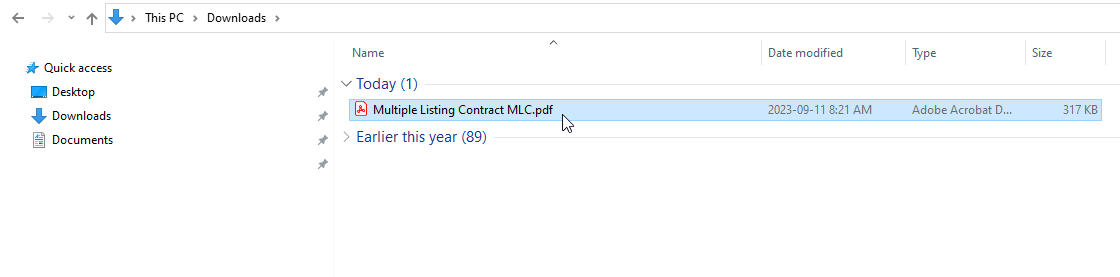 This PC > Downloads >
Name Date modified Type Size
Quick access
Desktop
Downloads
Documents
Today (1)
Multiple Listing Contract MLC.pdf 2023-09-11 8:21 AM Adobe Acrobat D... 317 KB
Earlier this year (89)